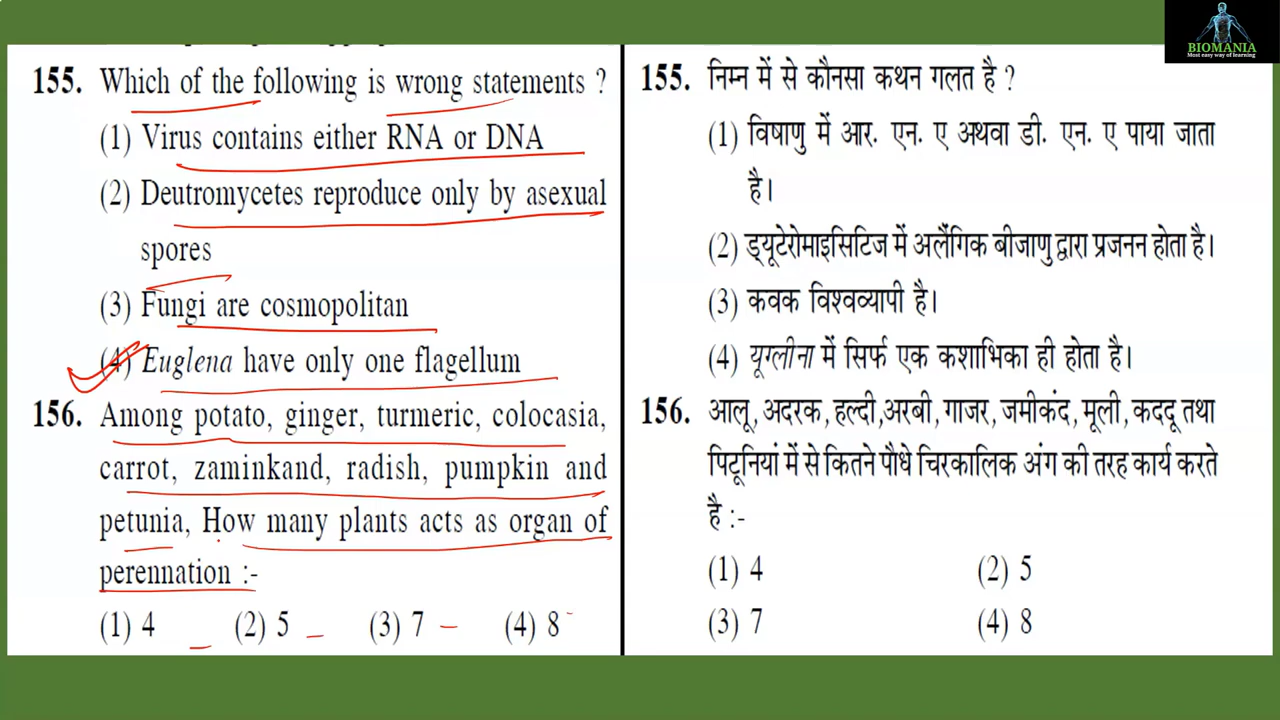 BIOMANIA
Most easy way of learning
155. Which of the following is wrong statements ?
(1) Virus contains either RNA or DNA
(2) Deutromycetes reproduce only by asexual
spores
(3) Fungi are cosmopolitan
(4) Euglena have only one flagellum
156. Among potato, ginger, turmeric, colocasia,
carrot, zaminkand, radish, pumpkin and
petunia, How many plants acts as organ of
perennation :-
(1) 4 (2) 5 (3) 7 (4) 8
155. निम्न में से कौनसा कथन गलत है ?
(1) विषाणु में आर. एन. ए अथवा डी. एन. ए पाया जाता
है।
(2) ड्यूटेरोमाइसिटिज में अलैंगिक बीजाणु द्वारा प्रजनन होता है।
(3) कवक विश्वव्यापी है।
(4) यूग्लीना में सिर्फ एक कशाभिका ही होता है।
156. आलू, अदरक, हल्दी,अरबी, गाजर, जमीकंद, मूली, कददू तथा
पिटूनियां में से कितने पौधे चिरकालिक अंग की तरह कार्य करते
है :-
(1) 4 (2) 5
(3) 7 (4) 8